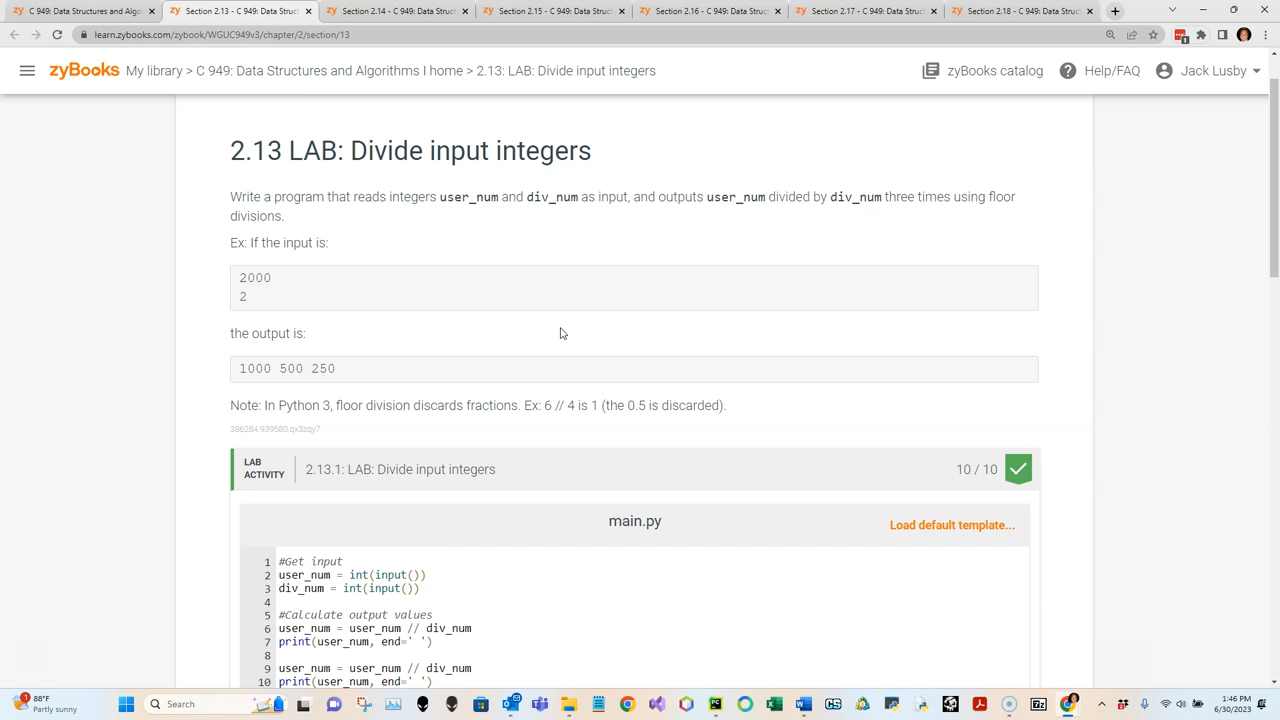 C 949: Data Structures and Algo
Section 2.13 - C 949: Data Struc
Section 2.14 - C 949: Data Struc
Section 2.15 - C 949: Data Struc
Section 2.16 - C 949: Data Struc
Section 2.17 - C 949: Data Struc
Section 2.18 - C 949: Data Struc
learn.zybooks.com/zybook/WGUC949v3/chapter/2/section/13
zyBooks My library > C 949: Data Structures and Algorithms I home > 2.13: LAB: Divide input integers
zyBooks catalog
Help/FAQ
Jack Lusby
2.13 LAB: Divide input integers
Write a program that reads integers user_num and div_num as input, and outputs user_num divided by div_num three times using floor
divisions.
Ex: If the input is:
2000
2
the output is:
1000 500 250
Note: In Python 3, floor division discards fractions. Ex: 6 // 4 is 1 (the 0.5 is discarded).
386284.939580.qx3zqy7
LAB
ACTIVITY
2.13.1: LAB: Divide input integers
10 / 10
main.py
Load default template...
1 #Get input
2 user_num = int(input())
3 div_num = int(input())
4
5 #Calculate output values
6 user_num = user_num // div_num
7 print(user_num, end=' ')
8
9 user_num = user_num // div_num
10 print(user_num, end=' ')
88°F
Partly sunny
Search
1:46 PM
6/30/2023